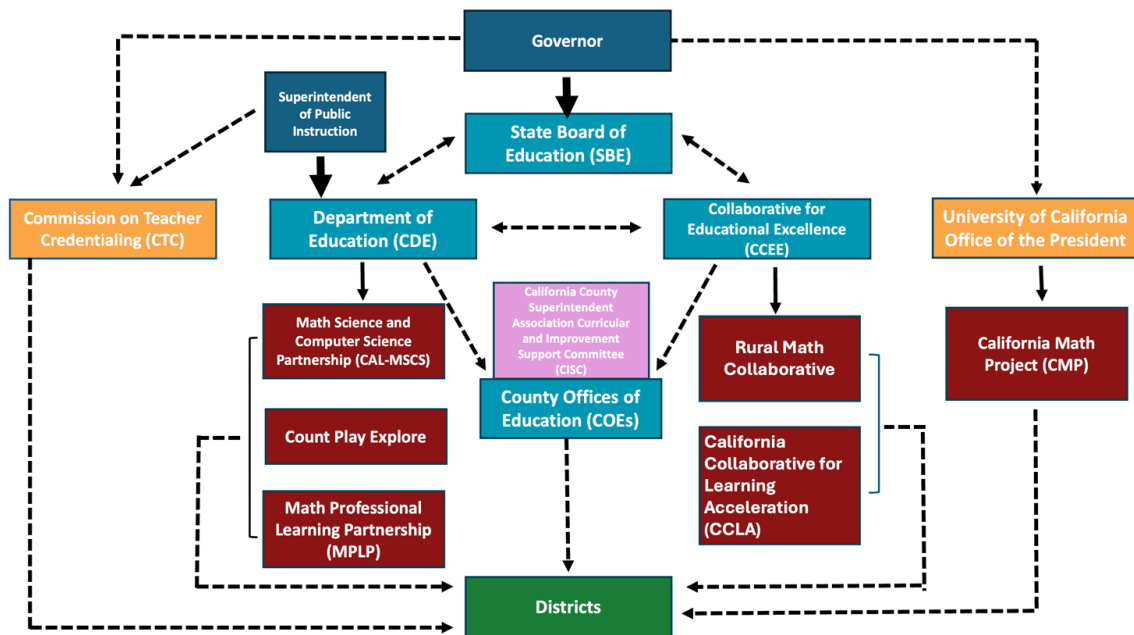 Governor
Superintendent
of Public
Instruction
State Board of
Education (SBE)
Commission on Teacher
Credentialing (CTC)
Department of
Education (CDE)
Collaborative for
Educational Excellence
(CCEE)
University of California
Office of the President
Math Science and
Computer Science
Partnership (CAL-MSCS)
California County
Superintendent
Association Curricular
and Improvement
Support Committee
(CISC)
Rural Math
Collaborative
California Math
Project (CMP)
County Offices of
Education (COEs)
Count Play Explore
California
Collaborative for
Learning
Acceleration
(CCLA)
Math Professional
Learning Partnership
(MPLP)
Districts